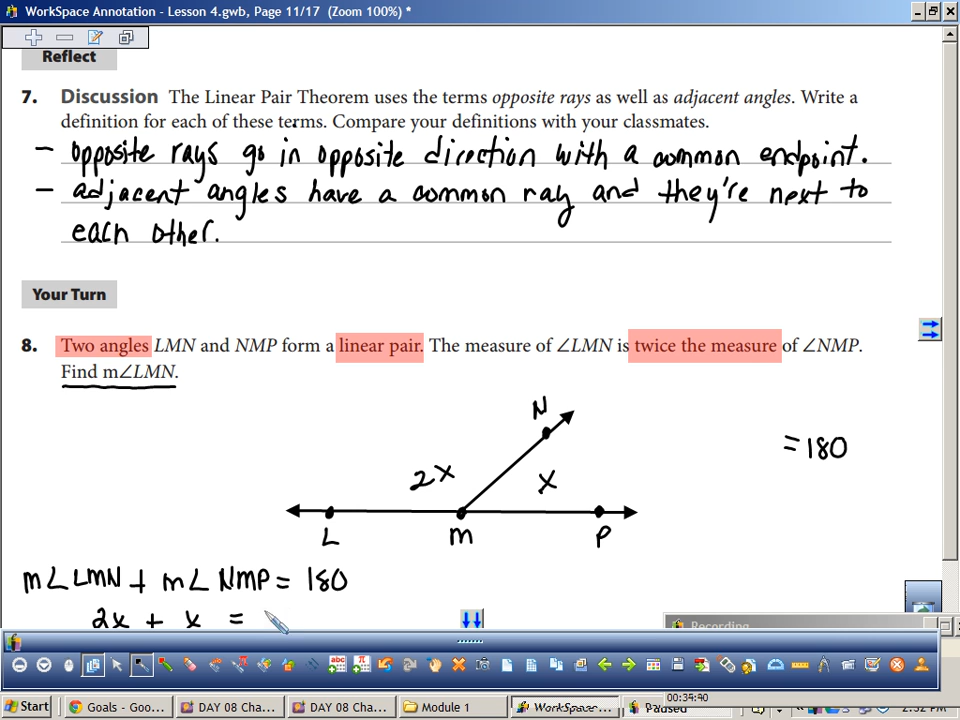 WorkSpace Annotation - Lesson 4.gwb, Page 11/17 (Zoom 100%) *
Reflect
7. Discussion The Linear Pair Theorem uses the terms opposite rays as well as adjacent angles. Write a
definition for each of these terms. Compare your definitions with your classmates.
- opposite rays go in opposite direction with a common endpoint.
- adjacent angles have a common ray and they're next to
each other.
Your Turn
8. Two angles LMN and NMP form a linear pair. The measure of ∠LMN is twice the measure of ∠NMP.
Find m∠LMN.
N
= 180
2x x
L M P
m∠LMN + m∠NMP = 180
2x + x =
Recording
00:34:40
Start Goals - Goo... DAY 08 Cha... DAY 08 Cha... Module 1 WorkSpace... Paused 2:52 PM